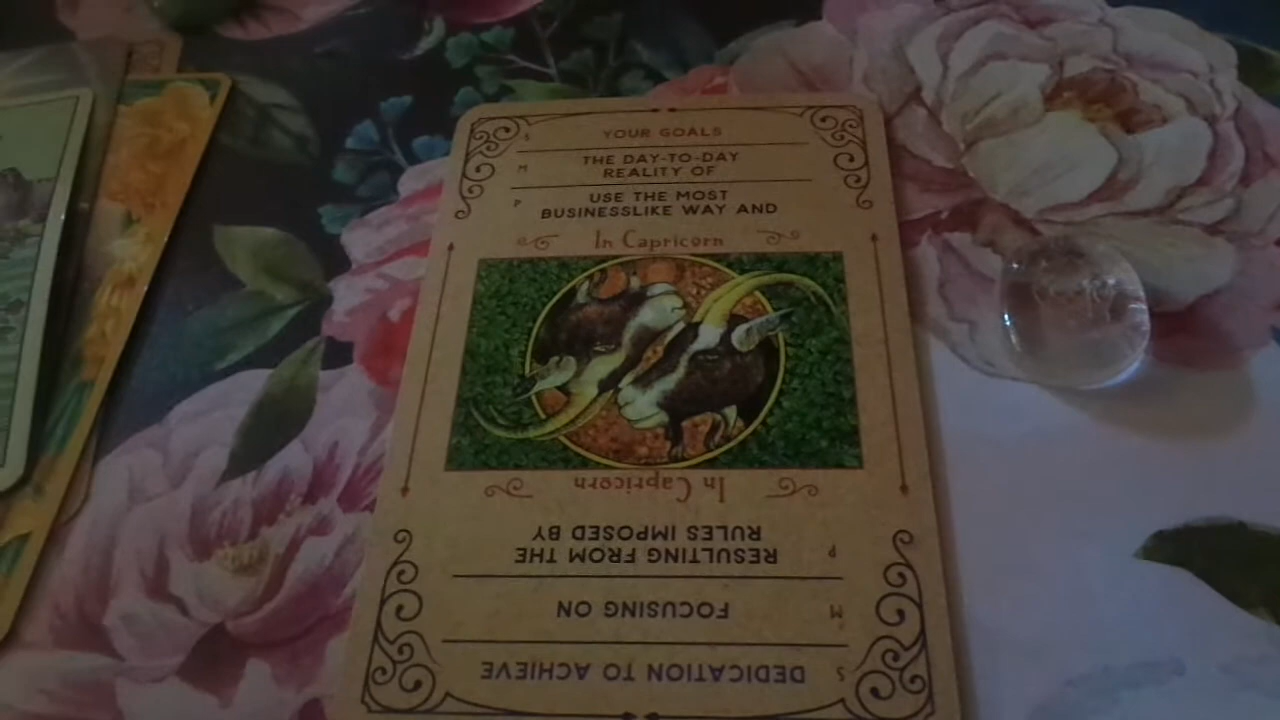 S YOUR GOALS
M THE DAY-TO-DAY
REALITY OF
P USE THE MOST
BUSINESSLIKE WAY AND
In Capricorn
In Capricorn
P RESULTING FROM THE
RULES IMPOSED BY
M FOCUSING ON
S DEDICATION TO ACHIEVE